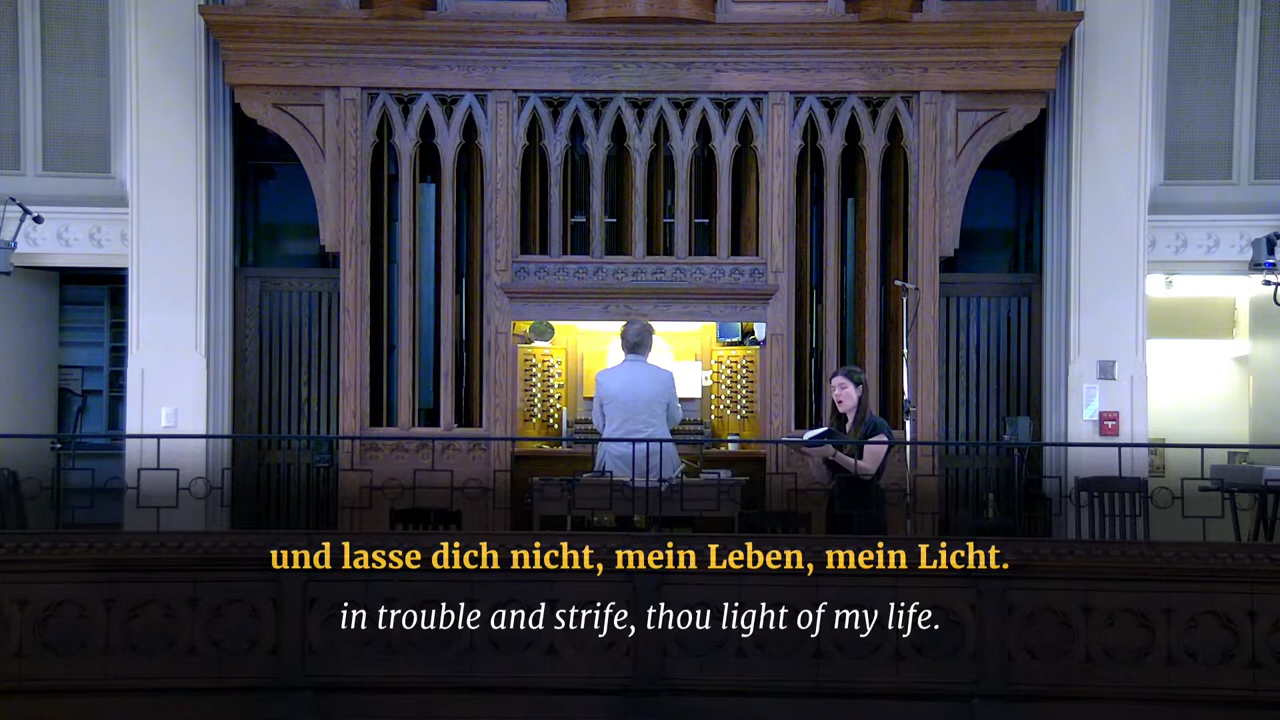 und lasse dich nicht, mein Leben, mein Licht.
in trouble and strife, thou light of my life.